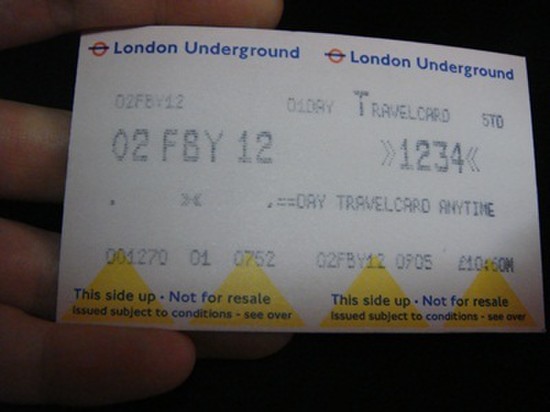 London Underground London Underground
02FBY12 01DAY TRAVELCARD STD
02 FBY 12 »1234«
. >< .==DAY TRAVELCARD ANYTIME
001270 01 0752 02FBY12 0905 £10:60M
This side up · Not for resale This side up · Not for resale
Issued subject to conditions - see over Issued subject to conditions - see over